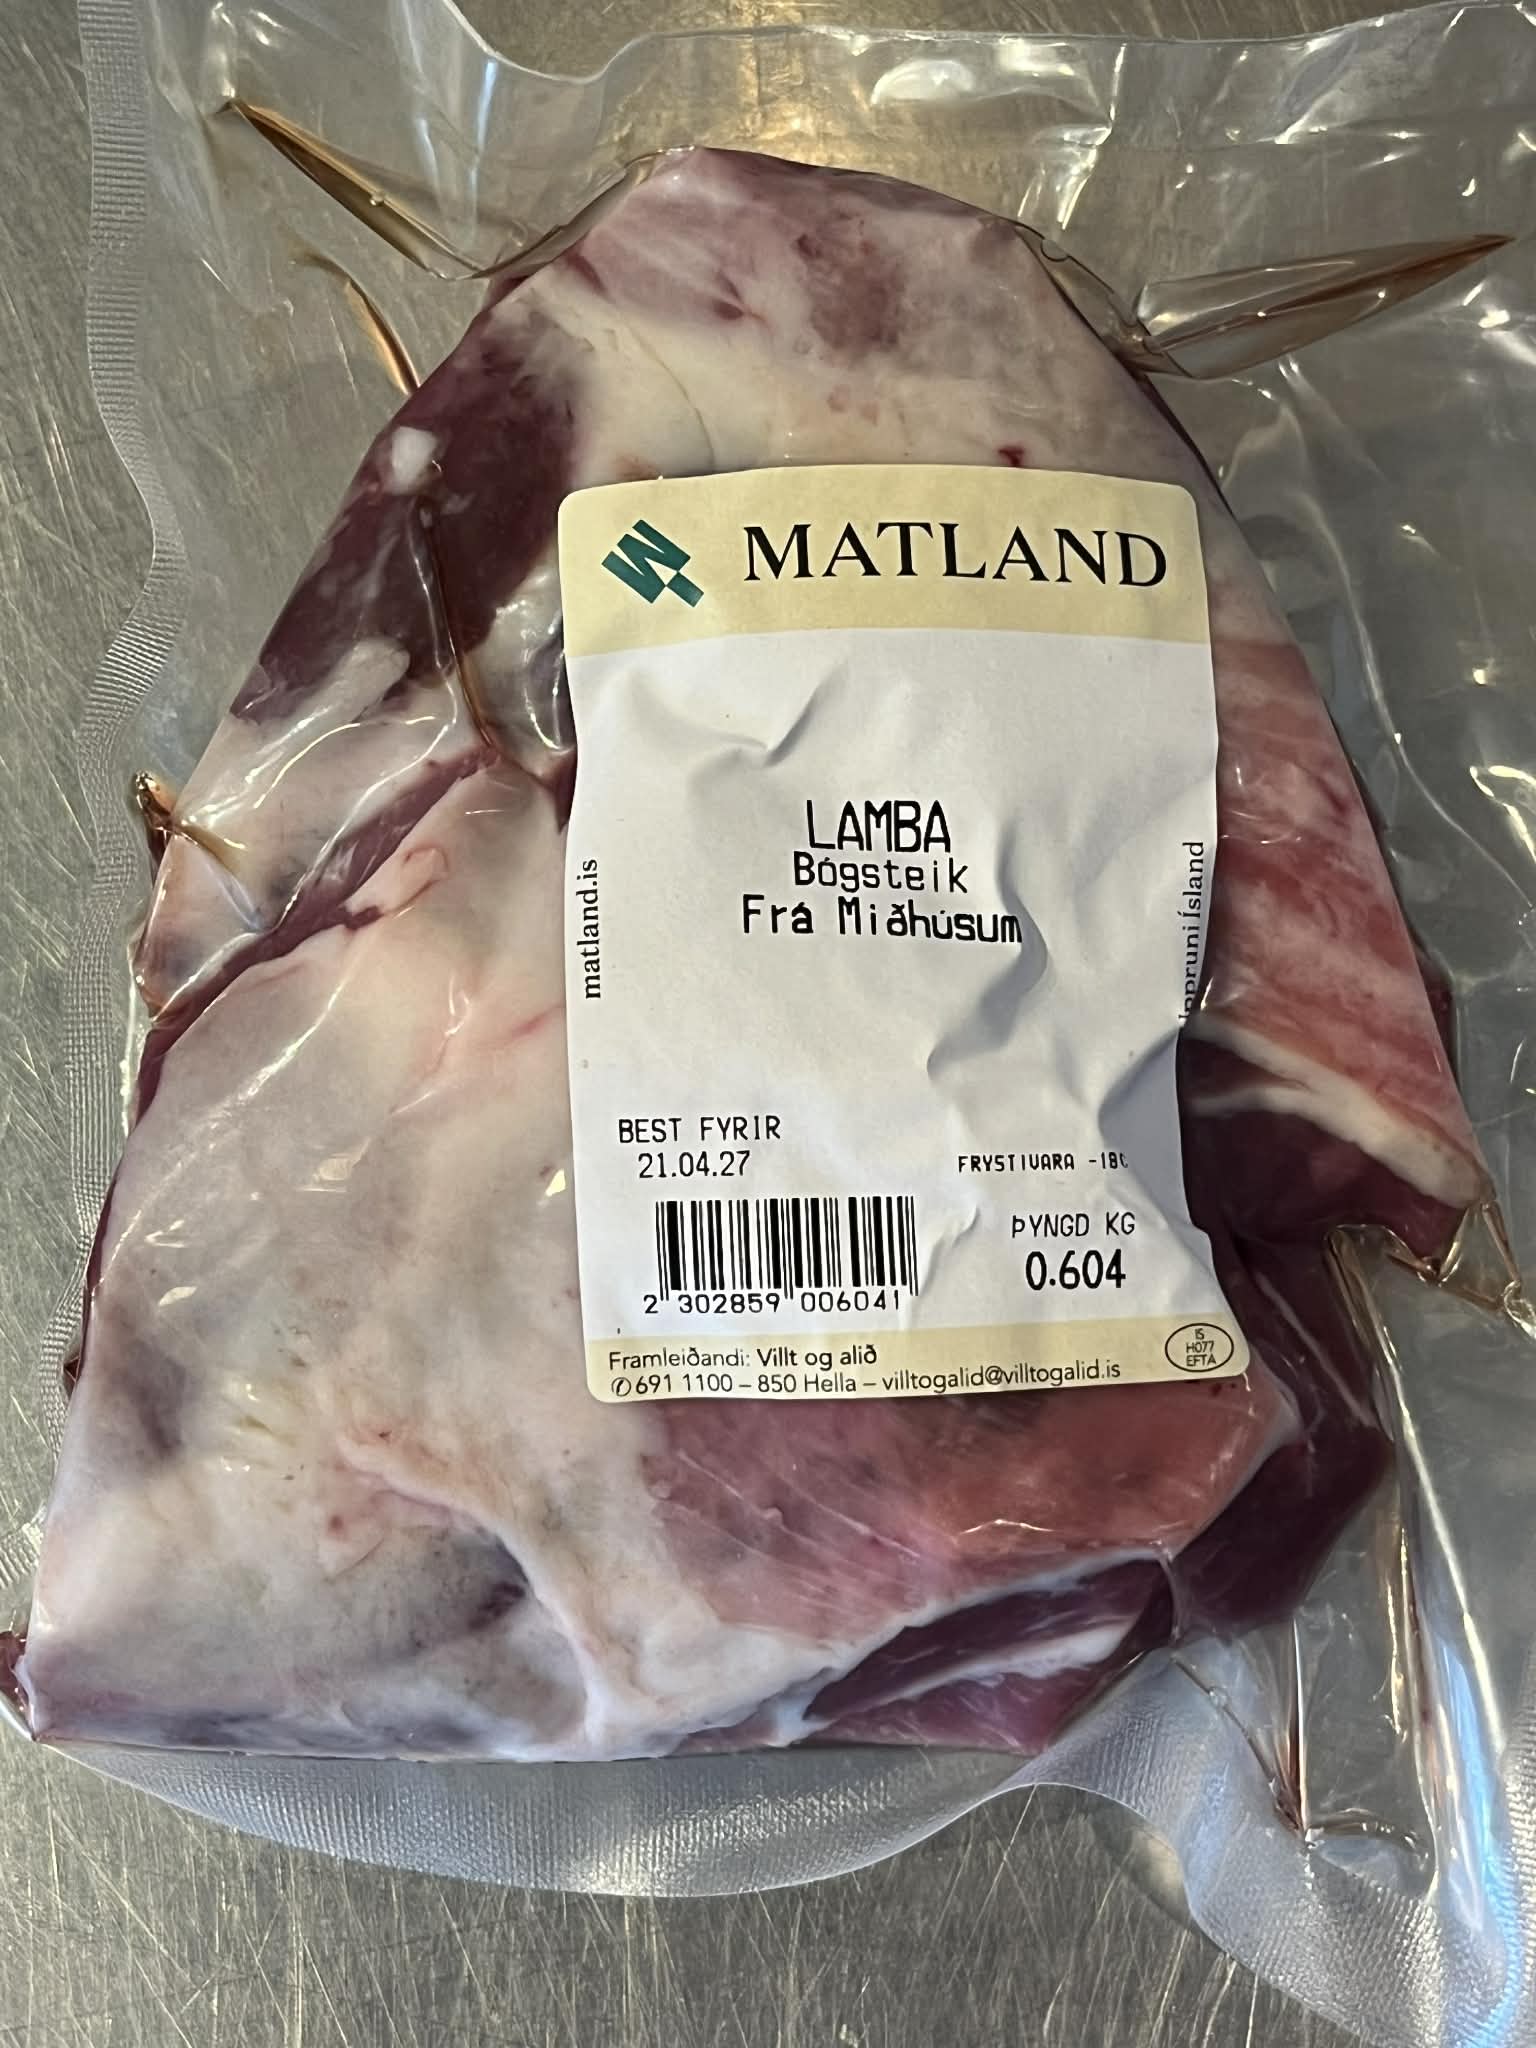 MATLAND
LAMBA
Bógsteik
Frá Miðhúsum
matland.is
Ísland
BEST FYRIR
21.04.27
FRYSTIVARA -18C
ÞYNGD KG
0.604
2 302859 006041
Framleiðandi: Villt og alið
✆ 691 1100 – 850 Hella – villtogalid@villtogalid.is
IS
H077
EFTA